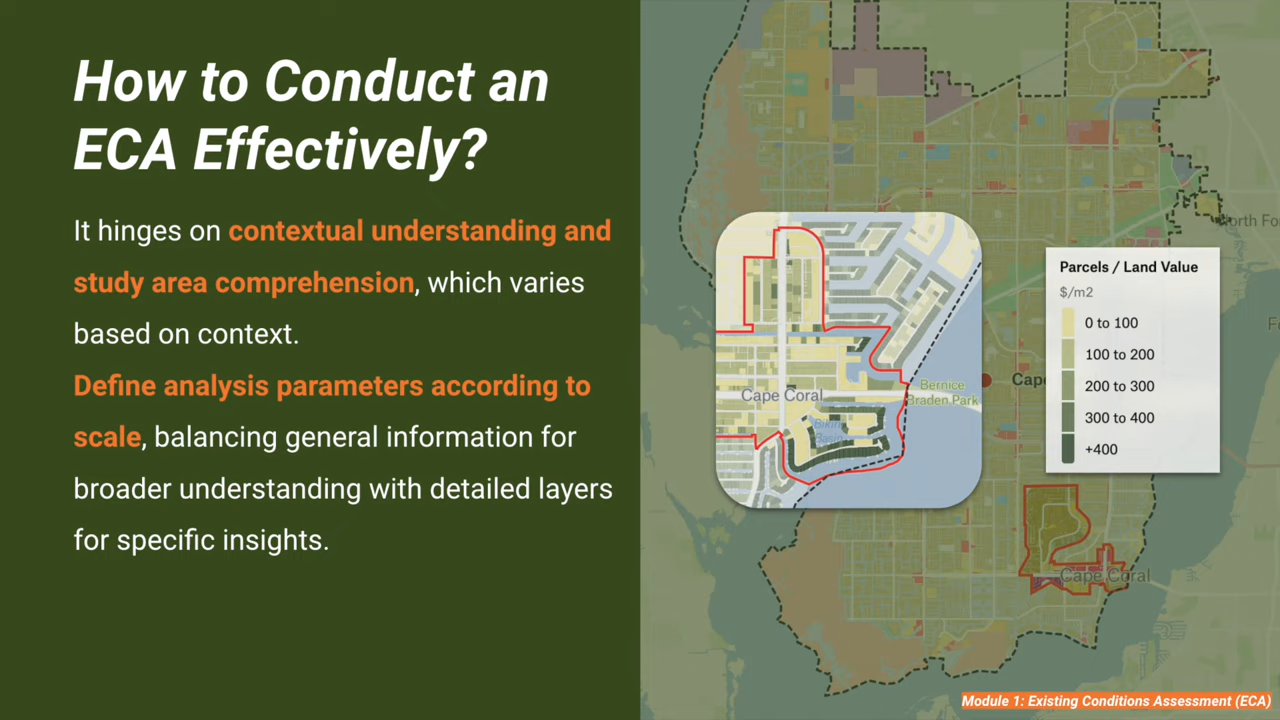 How to Conduct an
ECA Effectively?
It hinges on contextual understanding and
study area comprehension, which varies
based on context.
Define analysis parameters according to
scale, balancing general information for
broader understanding with detailed layers
for specific insights.
North Fo
Parcels / Land Value
$/m2
0 to 100
100 to 200
200 to 300
300 to 400
+400
F
Cape
Bernice
Braden Park
Cape Coral
Bikini
Basin
Cape Coral
Module 1: Existing Conditions Assessment (ECA)